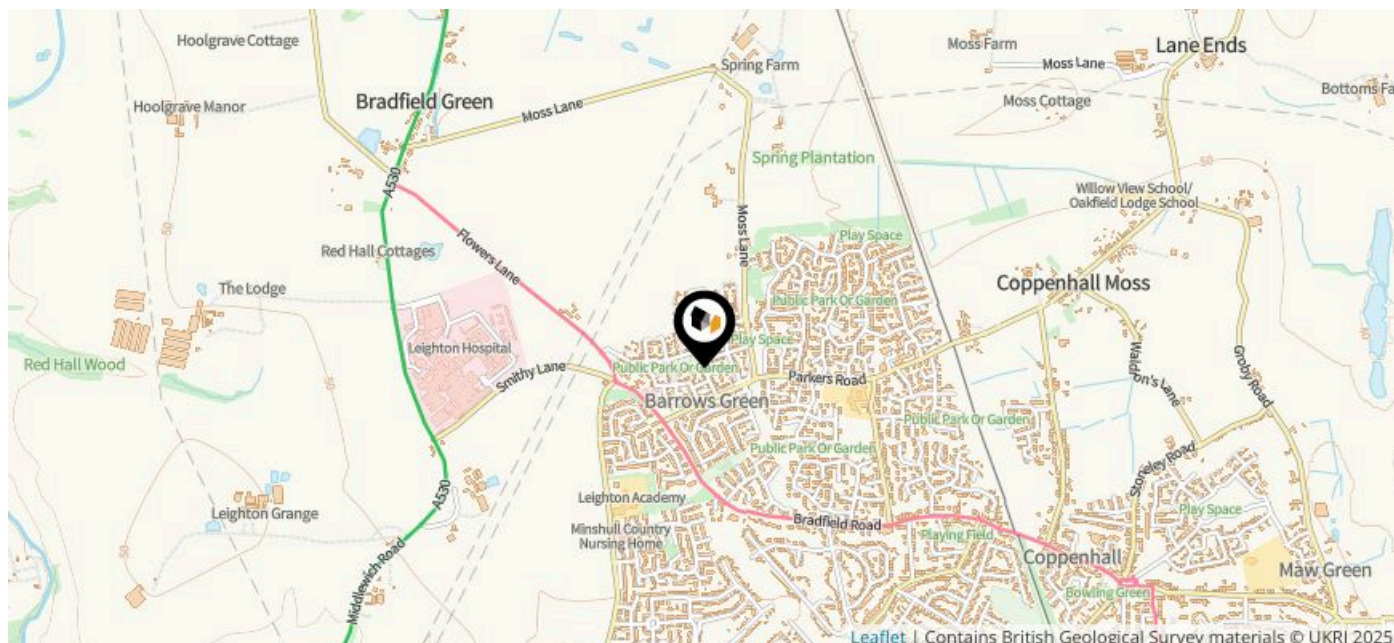 Hoolgrave Cottage
Moss Farm
Lane Ends
Spring Farm
Moss Lane
Hoolgrave Manor
Bradfield Green
Moss Lane
Moss Cottage
Bottoms Fa
Spring Plantation
50
A530
Willow View School/
Oakfield Lodge School
Moss Lane
Play Space
50
Red Hall Cottages
Flowers Lane
Coppenhall Moss
The Lodge
Public Park Or Garden
Leighton Hospital
Play Space
Red Hall Wood
Smithy Lane
Public Park Or Garden
Parkers Road
Waldron's Lane
Groby Road
Barrows Green
Public Park Or Garden
Public Park Or Garden
Stoneley Road
A530
Leighton Academy
Play Space
Leighton Grange
Minshull Country
Nursing Home
Bradfield Road
Playing Field
50
Coppenhall
Maw Green
Middlewich Road
Bowling Green
Leaflet | Contains British Geological Survey materials © UKRI 202